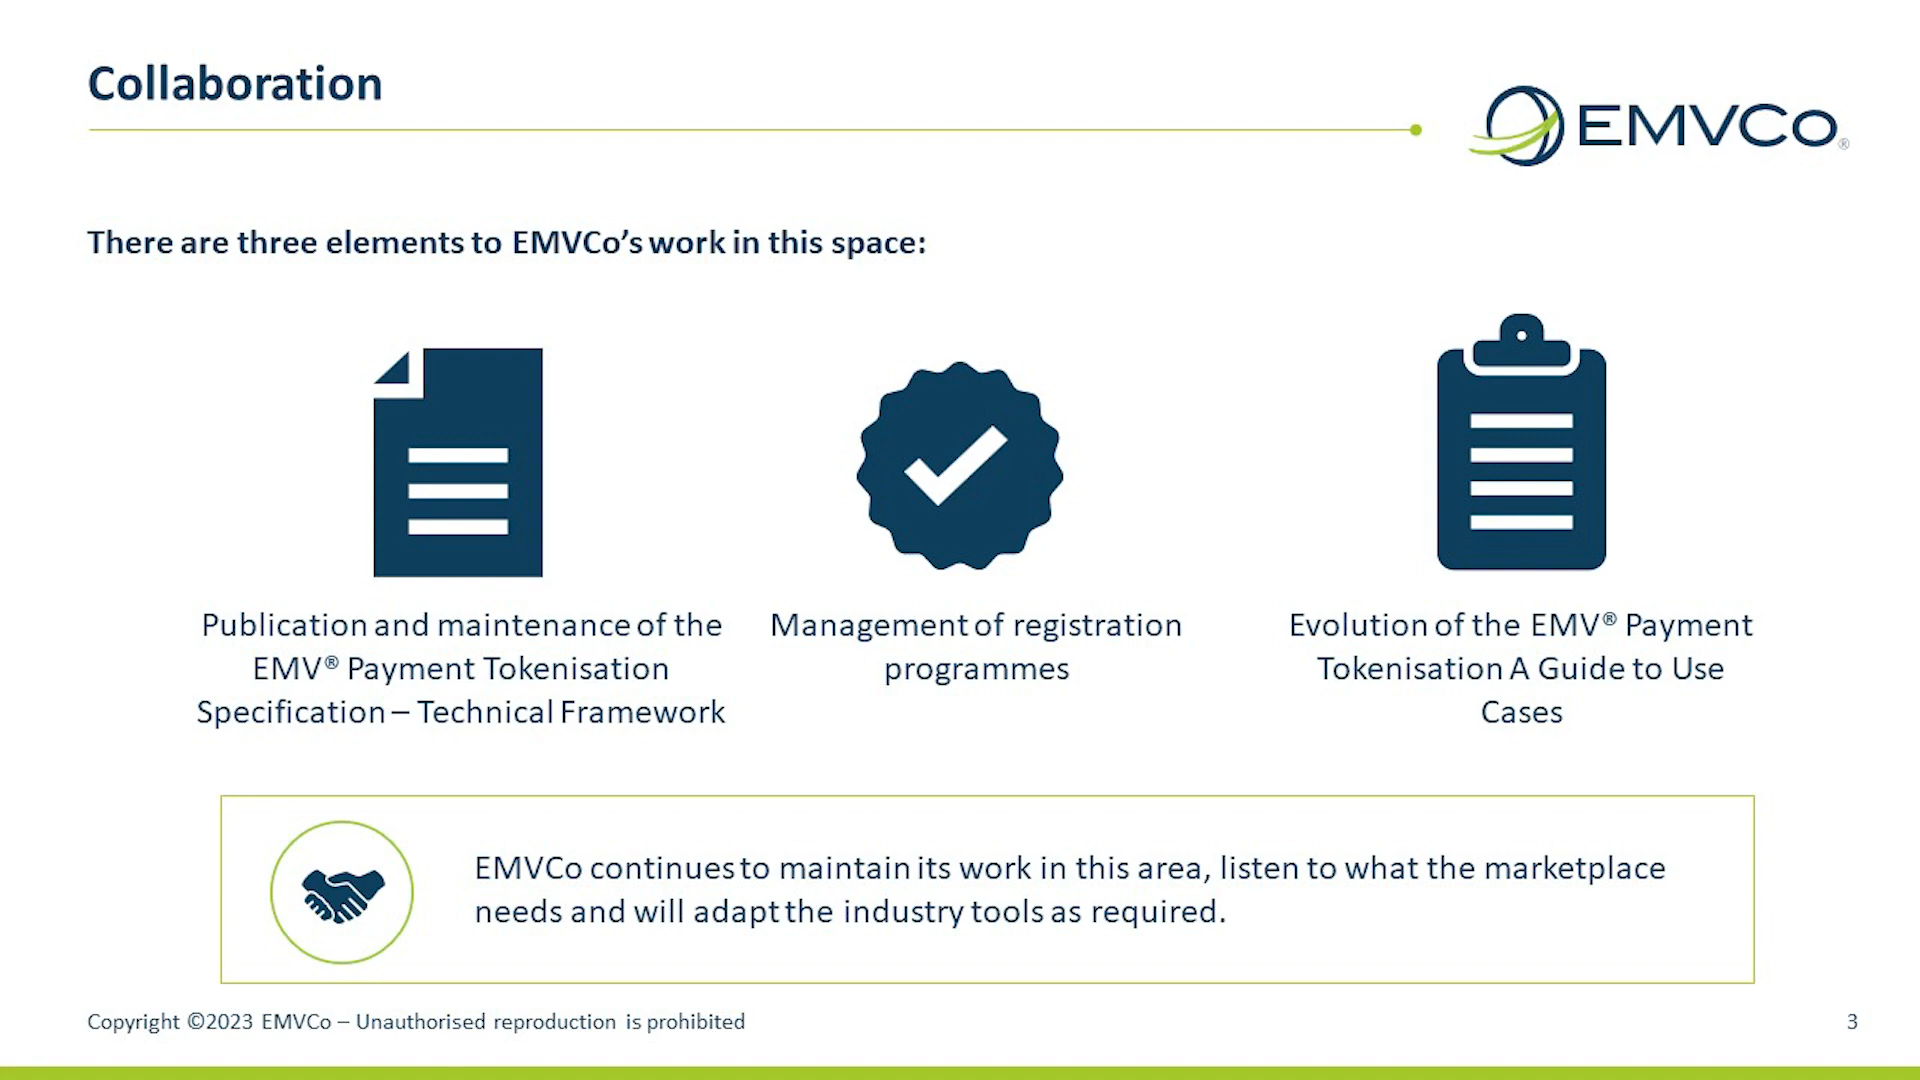 Collaboration
EMVCo®
There are three elements to EMVCo’s work in this space:
Publication and maintenance of the
EMV® Payment Tokenisation
Specification – Technical Framework
Management of registration
programmes
Evolution of the EMV® Payment
Tokenisation A Guide to Use
Cases
EMVCo continues to maintain its work in this area, listen to what the marketplace
needs and will adapt the industry tools as required.
Copyright ©2023 EMVCo – Unauthorised reproduction is prohibited
3